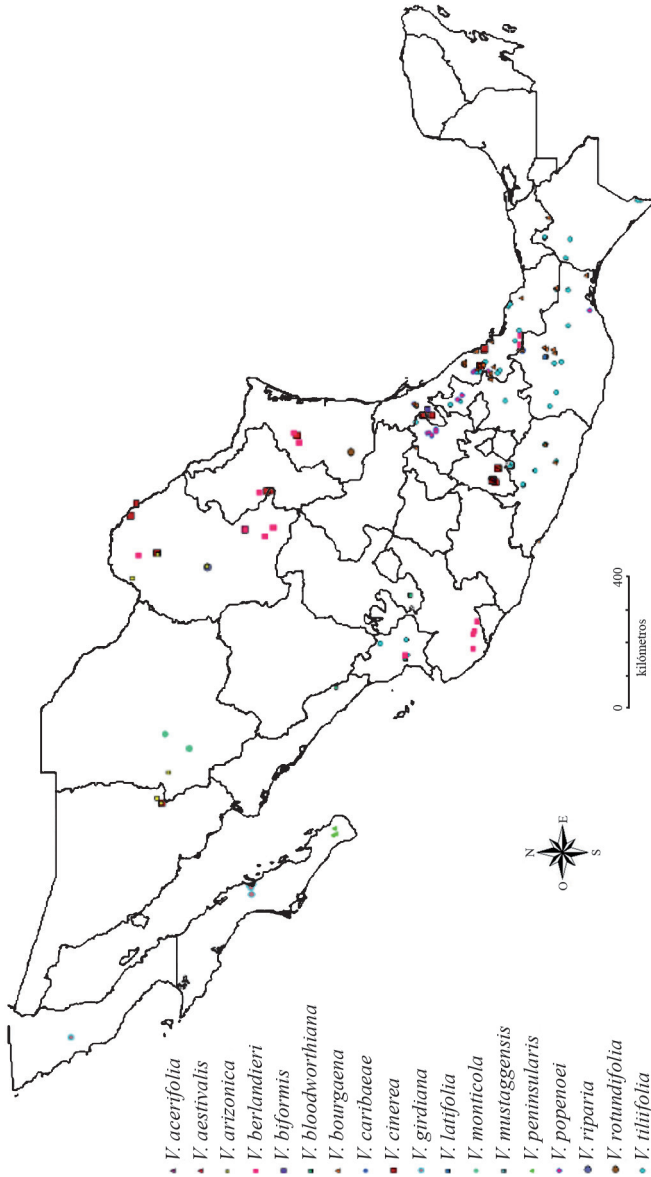 V. acerifolia
V. aestivalis
V. arizonica
V. berlandieri
V. biformis
V. bloodworthiana
V. bourgaena
V. caribaeae
V. cinerea
V. girdiana
V. latifolia
V. monticola
V. mustaggensis
V. peninsularis
V. popenoei
V. riparia
V. rotundifolia
V. tiliifolia
N
O E
S
0 400
kilómetros